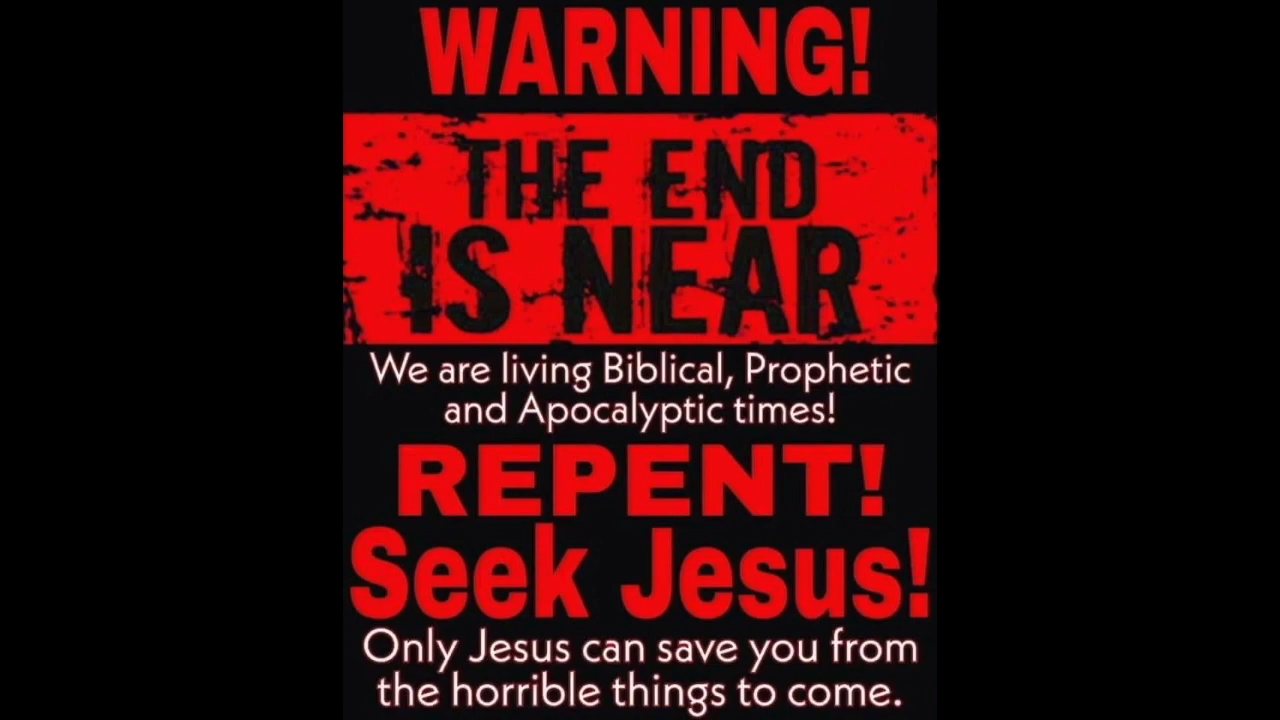 WARNING!
THE END
IS NEAR
We are living Biblical, Prophetic
and Apocalyptic times!
REPENT!
Seek Jesus!
Only Jesus can save you from
the horrible things to come.